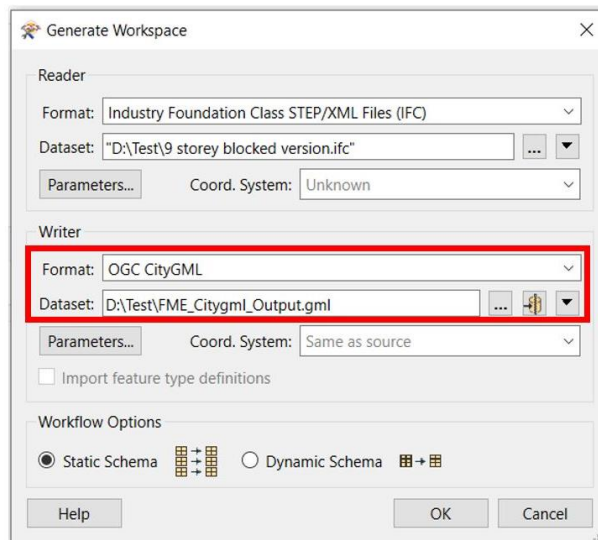 Generate Workspace
Reader
Format: Industry Foundation Class STEP/XML Files (IFC)
Dataset: "D:\Test\9 storey blocked version.ifc" ...
Parameters... Coord. System: Unknown
Writer
Format: OGC CityGML
Dataset: D:\Test\FME_Citygml_Output.gml ...
Parameters... Coord. System: Same as source
Import feature type definitions
Workflow Options
Static Schema Dynamic Schema
Help OK Cancel